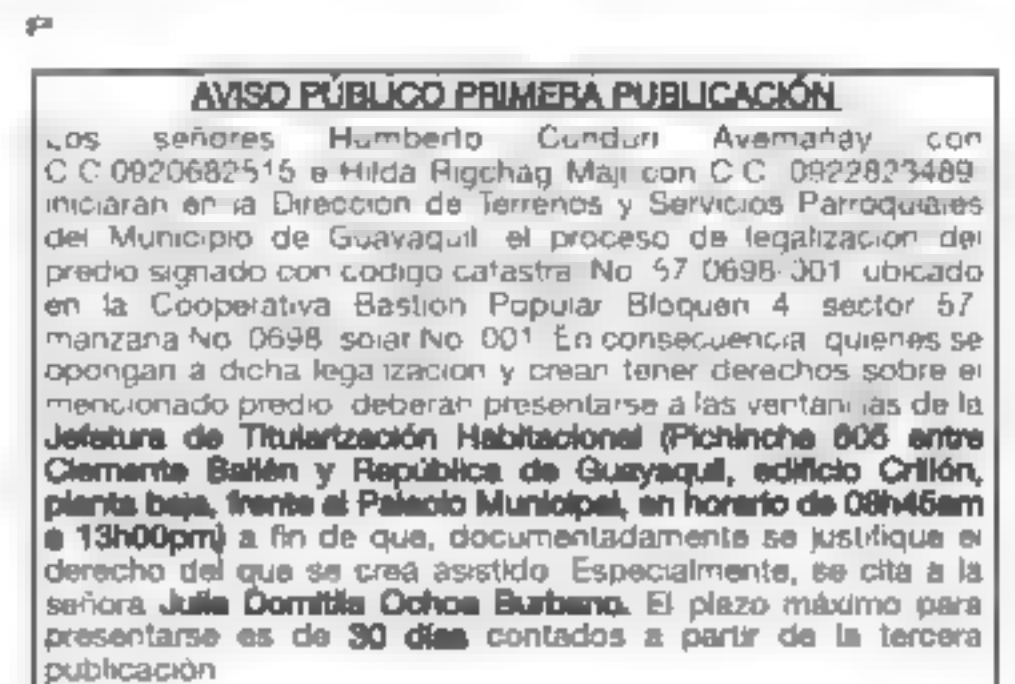 AVISO PÚBLICO PRIMERA PUBLICACIÓN
Los señores Humberto Cunduri Avemañay con
C C 0920682515 e Hilda Rigchag Maji con C C 0922823489
iniciaran en la Direccion de Terrenos y Servicios Parroquiales
del Municipio de Guayaquil el proceso de legalizacion del
predio signado con codigo catastral No 57 0698-001 ubicado
en la Cooperativa Bastion Popular Bloquen 4 sector 57
manzana No 0698 solar No 001 En consecuencia quienes se
opongan a dicha legalizacion y crean tener derechos sobre el
mencionado predio deberan presentarse a las ventanillas de la
Jefatura de Titularización Habitacional (Pichincha 605 entre
Clemente Ballén y República de Guayaquil, edificio Crillón,
planta baja, frente al Palacio Municipal, en horario de 08h45am
a 13h00pm) a fin de que, documentadamente se justifique el
derecho del que se crea asistido Especialmente, se cita a la
señora Julia Domitila Ochoa Burbano. El plazo máximo para
presentarse es de 30 días contados a partir de la tercera
publicación